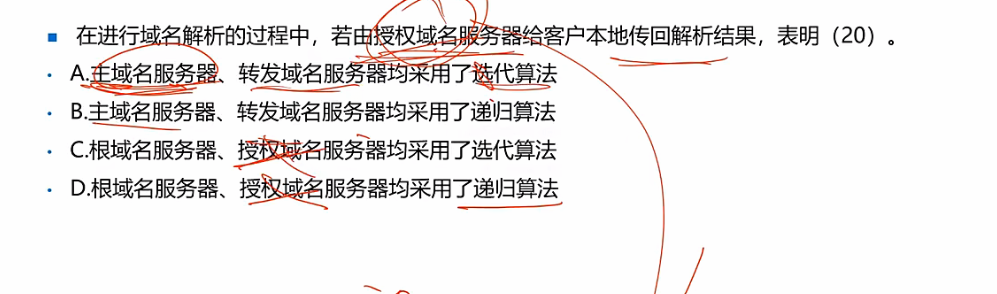 在进行域名解析的过程中，若由授权域名服务器给客户本地传回解析结果，表明（20）。
A.主域名服务器、转发域名服务器均采用了选代算法
B.主域名服务器、转发域名服务器均采用了递归算法
C.根域名服务器、授权域名服务器均采用了选代算法
D.根域名服务器、授权域名服务器均采用了递归算法